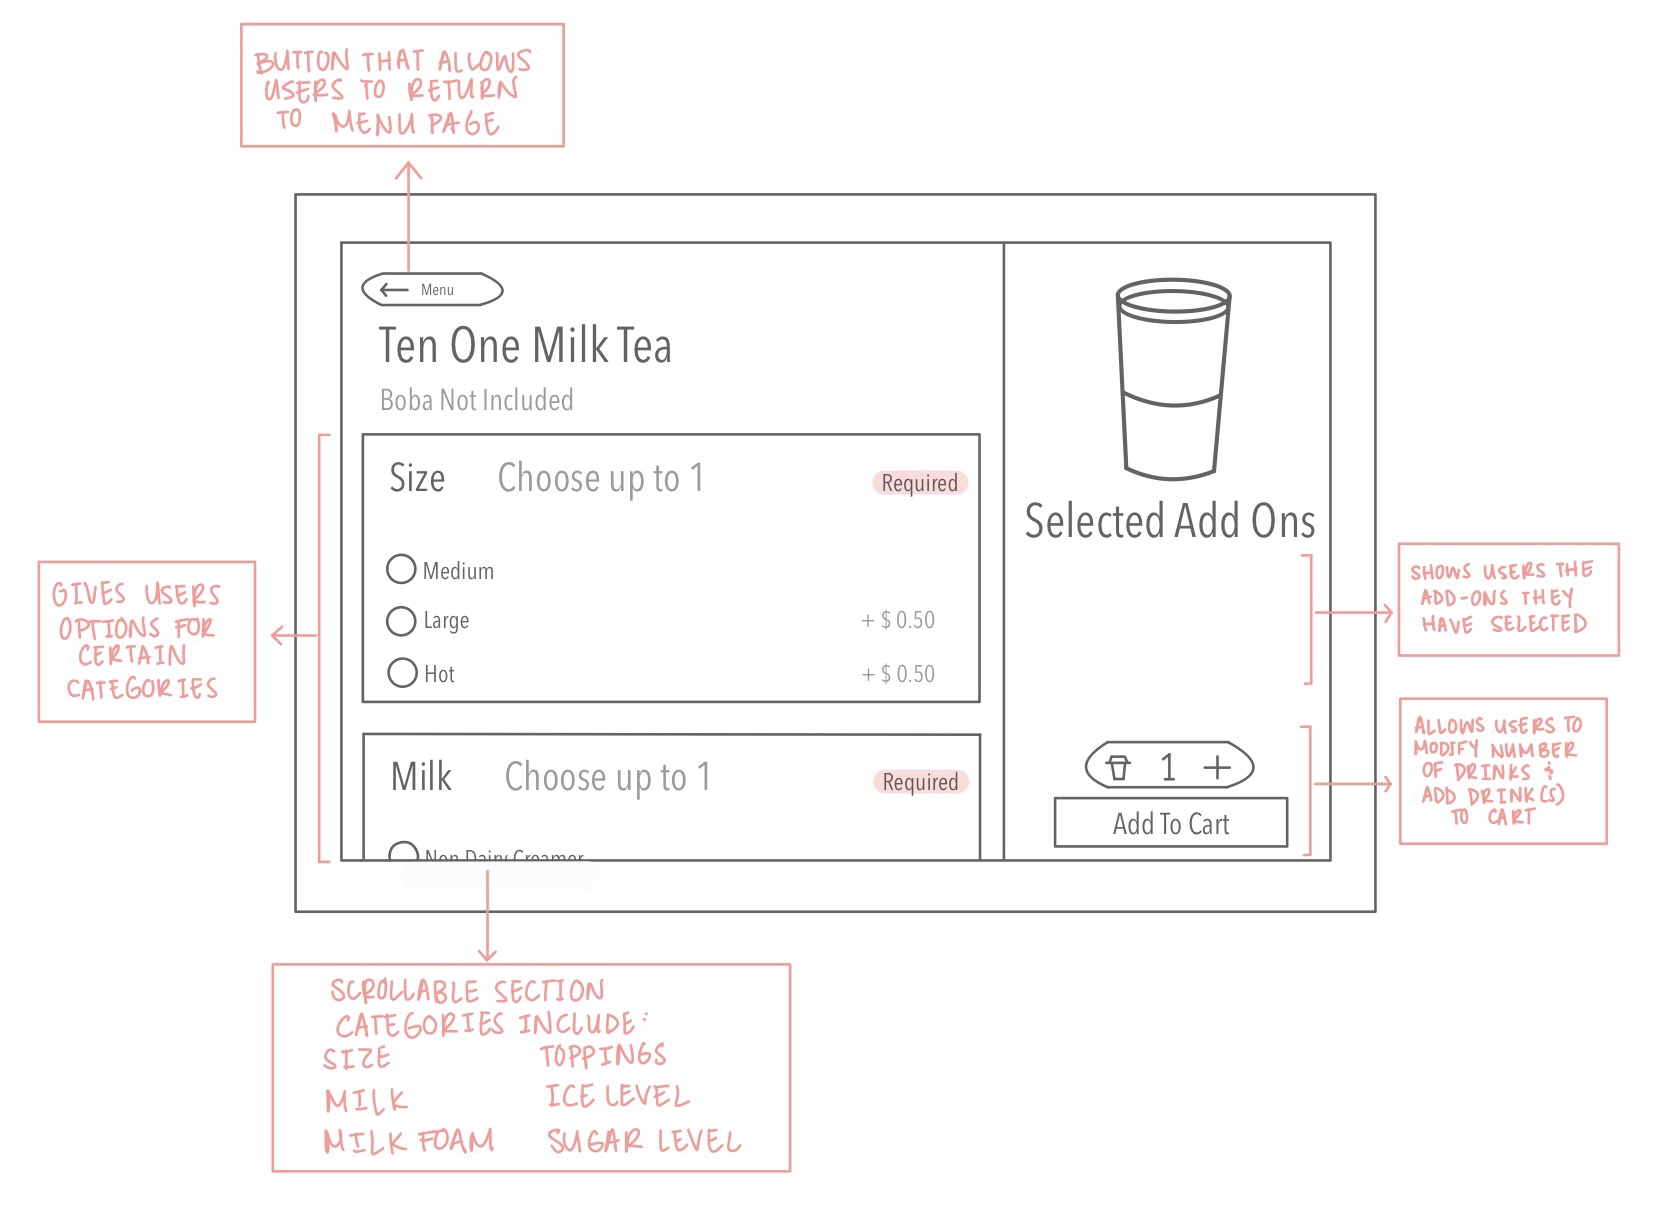 BUTTON THAT ALLOWS
USERS TO RETURN
TO MENU PAGE
Menu
Ten One Milk Tea
Boba Not Included
Size Choose up to 1 Required
Medium
Large + $ 0.50
Hot + $ 0.50
Milk Choose up to 1 Required
Non Dairy Creamer
Selected Add Ons
1
Add To Cart
GIVES USERS
OPTIONS FOR
CERTAIN
CATEGORIES
SHOWS USERS THE
ADD-ONS THEY
HAVE SELECTED
ALLOWS USERS TO
MODIFY NUMBER
OF DRINKS &
ADD DRINK(S)
TO CART
SCROLLABLE SECTION
CATEGORIES INCLUDE:
SIZE TOPPINGS
MILK ICE LEVEL
MILK FOAM SUGAR LEVEL